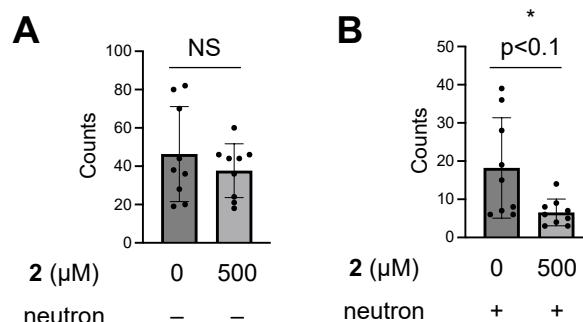 A
NS
Counts
100
80
60
40
20
0
2 (μM) 0 500
neutron – –
B
*
p<0.1
Counts
50
40
30
20
10
0
2 (μM) 0 500
neutron + +